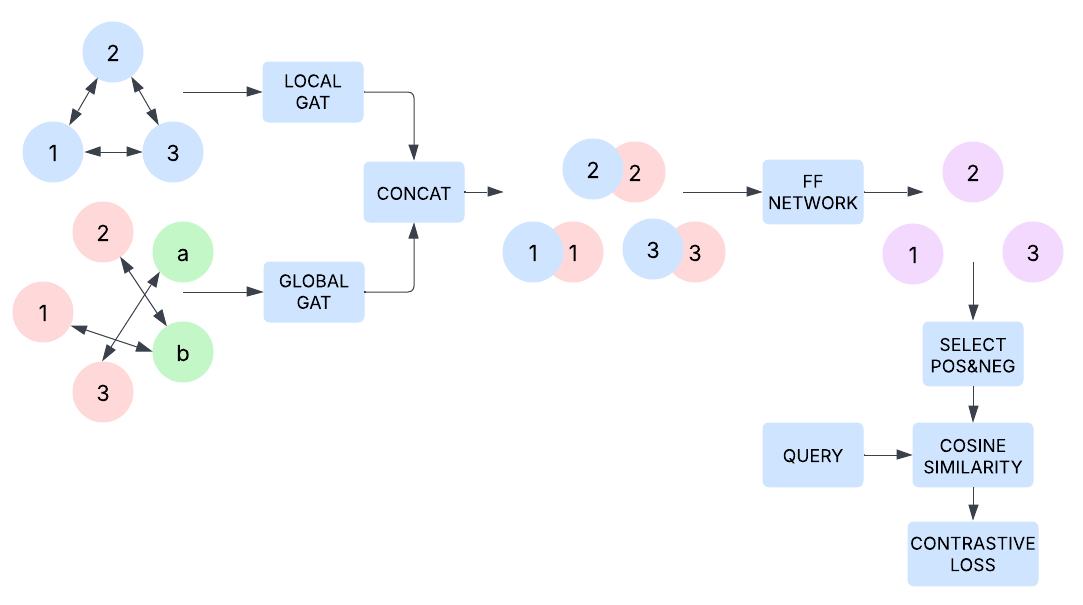 2
1
3
LOCAL
GAT
2
a
1
b
3
GLOBAL
GAT
CONCAT
2 2
1 1
3 3
FF
NETWORK
2
1
3
SELECT
POS&NEG
QUERY
COSINE
SIMILARITY
CONTRASTIVE
LOSS